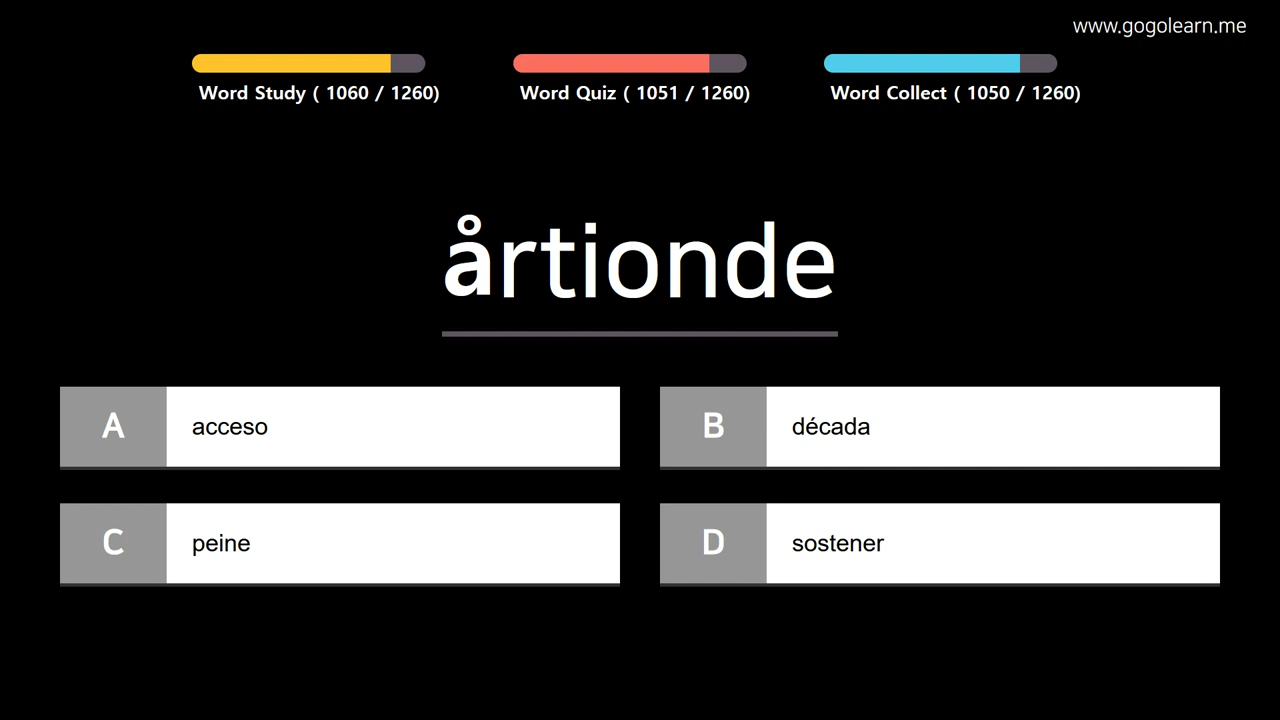 www.gogolearn.me
Word Study ( 1060 / 1260)
Word Quiz ( 1051 / 1260)
Word Collect ( 1050 / 1260)
årtionde
A acceso
B década
C peine
D sostener